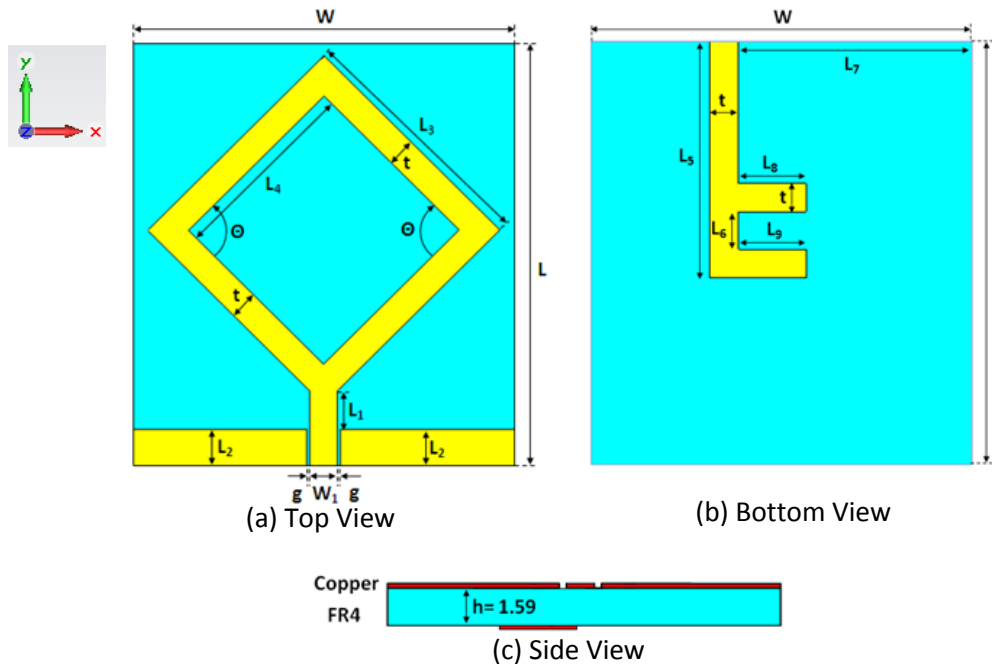 W
W
y
z
x
L₃
t
L₄
Θ
Θ
t
L
L₁
L₂
L₂
g
W₁
g
(a) Top View
L₇
t
L₅
L₈
t
L₆
L₉
(b) Bottom View
Copper
FR4
h= 1.59
(c) Side View